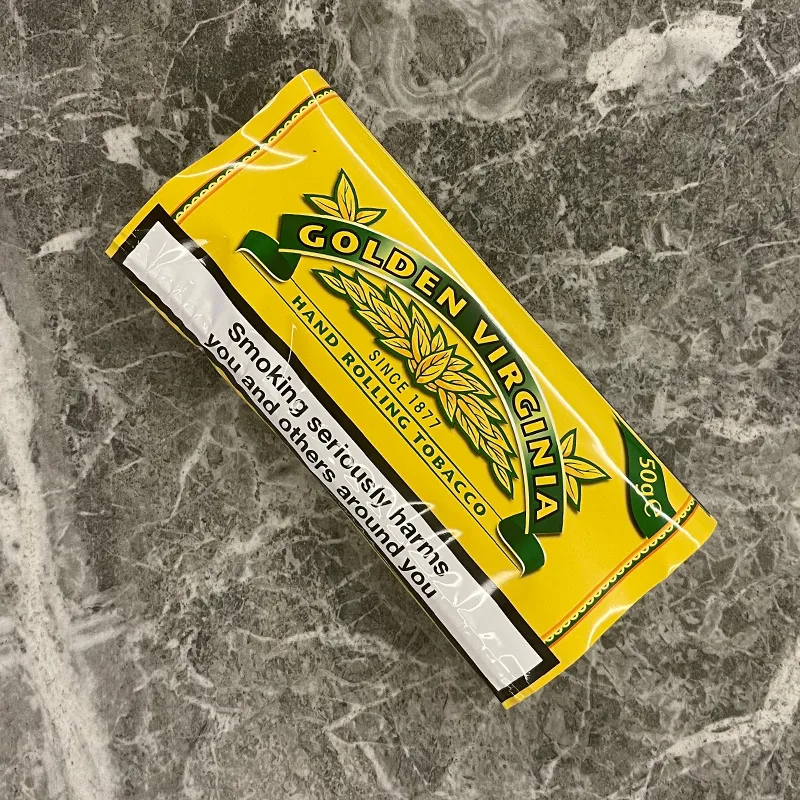 GOLDEN VIRGINIA
SINCE 1877
HAND ROLLING TOBACCO
50g℮
Smoking seriously harms
you and others around you